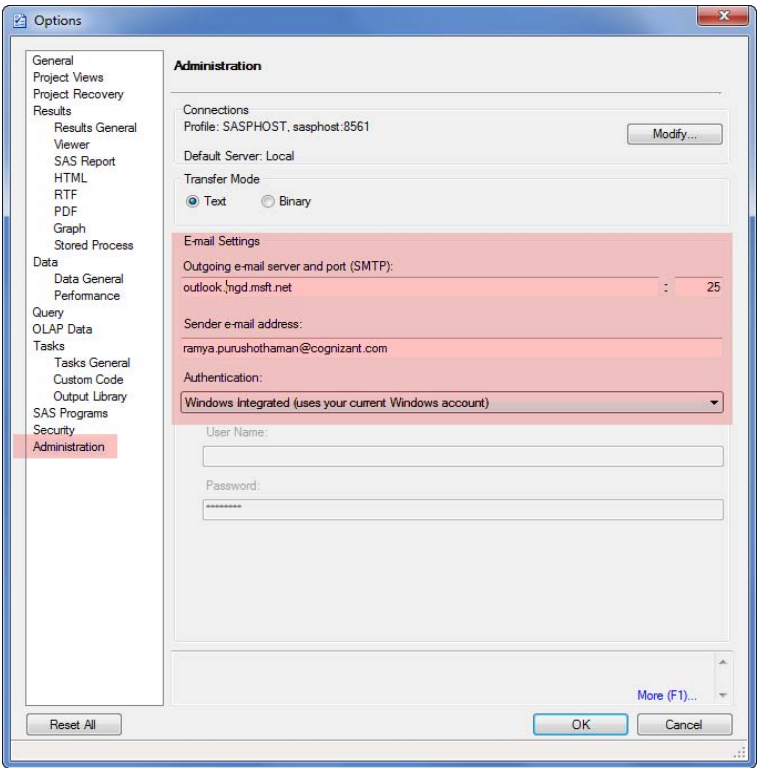 Options
General
Project Views
Project Recovery
Results
Results General
Viewer
SAS Report
HTML
RTF
PDF
Graph
Stored Process
Data
Data General
Performance
Query
OLAP Data
Tasks
Tasks General
Custom Code
Output Library
SAS Programs
Security
Administration
Administration
Connections
Profile: SASPHOST, sasphost:8561
Modify...
Default Server: Local
Transfer Mode
Text Binary
E-mail Settings
Outgoing e-mail server and port (SMTP):
outlook.ngd.msft.net : 25
Sender e-mail address:
ramya.purushothaman@cognizant.com
Authentication:
Windows Integrated (uses your current Windows account)
User Name:
Password:
********
More (F1)...
Reset All OK Cancel